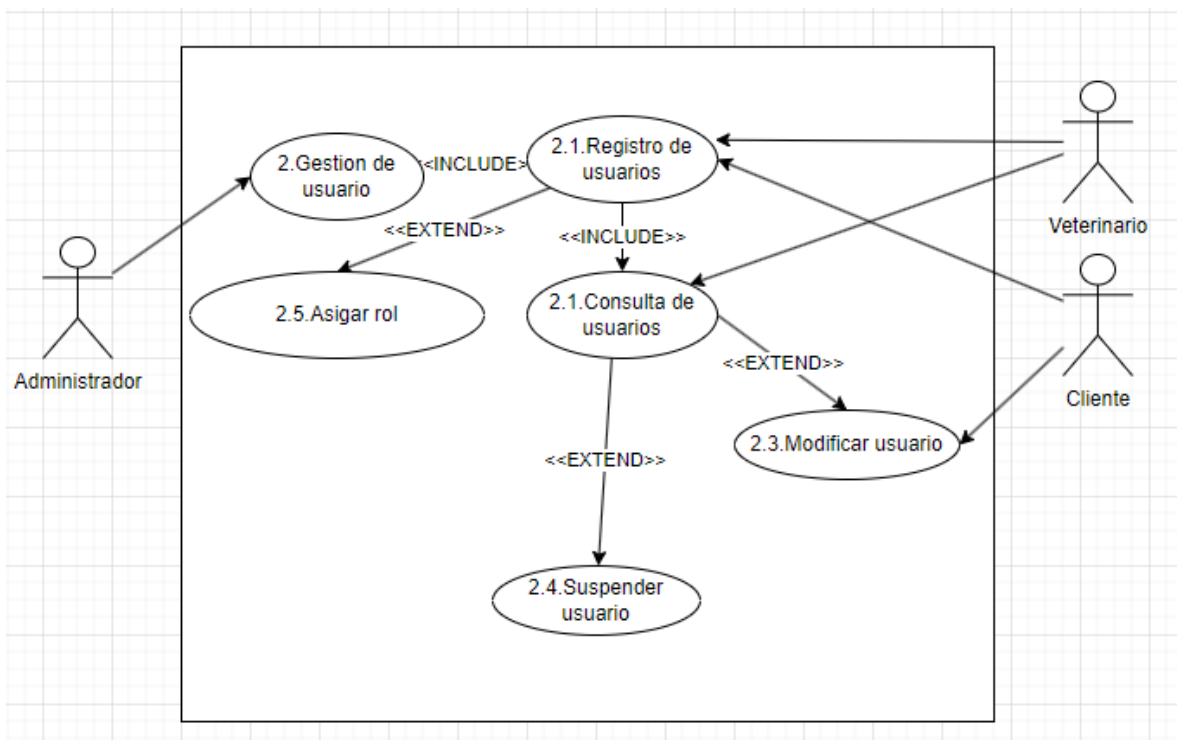 2.Gestion de
usuario
<<INCLUDE>
2.1.Registro de
usuarios
Veterinario
<<EXTEND>>
<<INCLUDE>>
2.5.Asigar rol
2.1.Consulta de
usuarios
Administrador
<<EXTEND>>
Cliente
2.3.Modificar usuario
<<EXTEND>>
2.4.Suspender
usuario